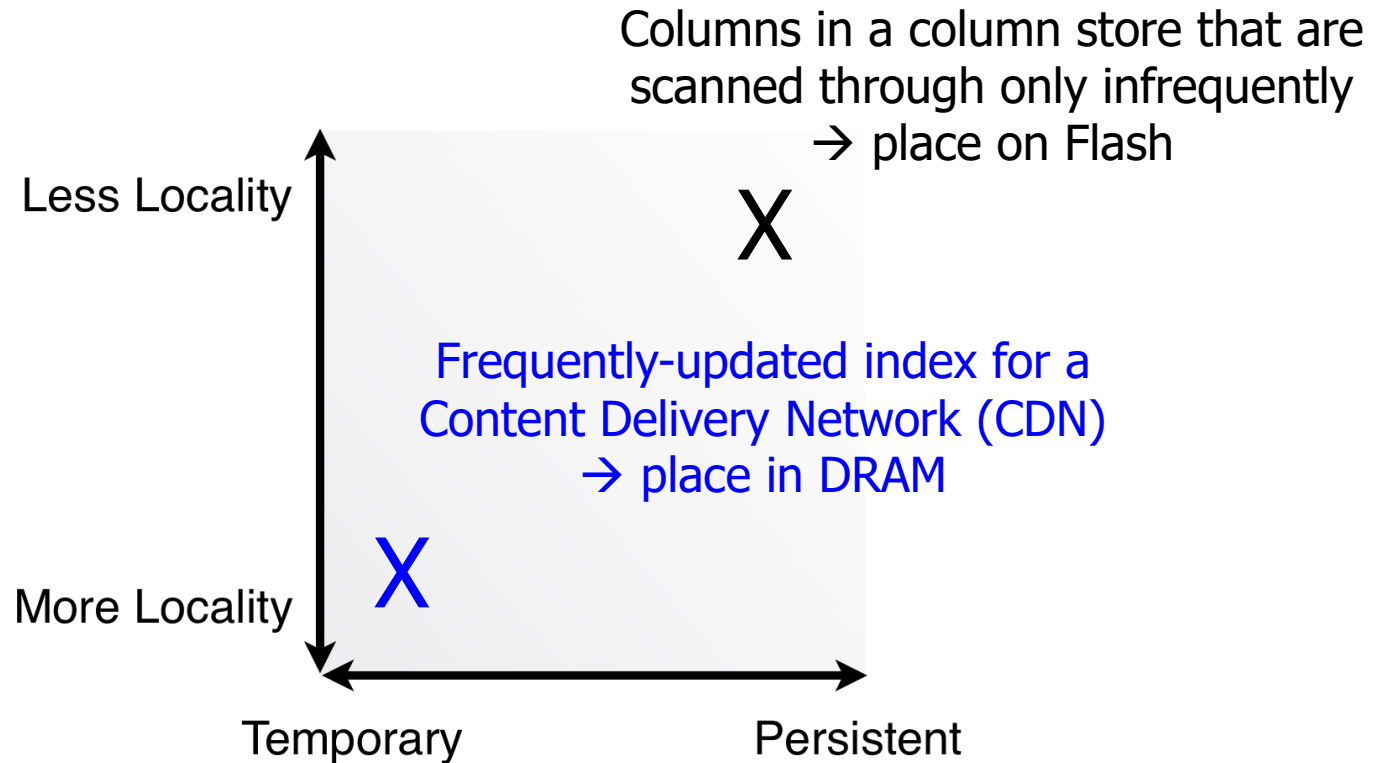 Columns in a column store that are
scanned through only infrequently
→ place on Flash
Less Locality
X
Frequently-updated index for a
Content Delivery Network (CDN)
→ place in DRAM
X
More Locality
Temporary
Persistent